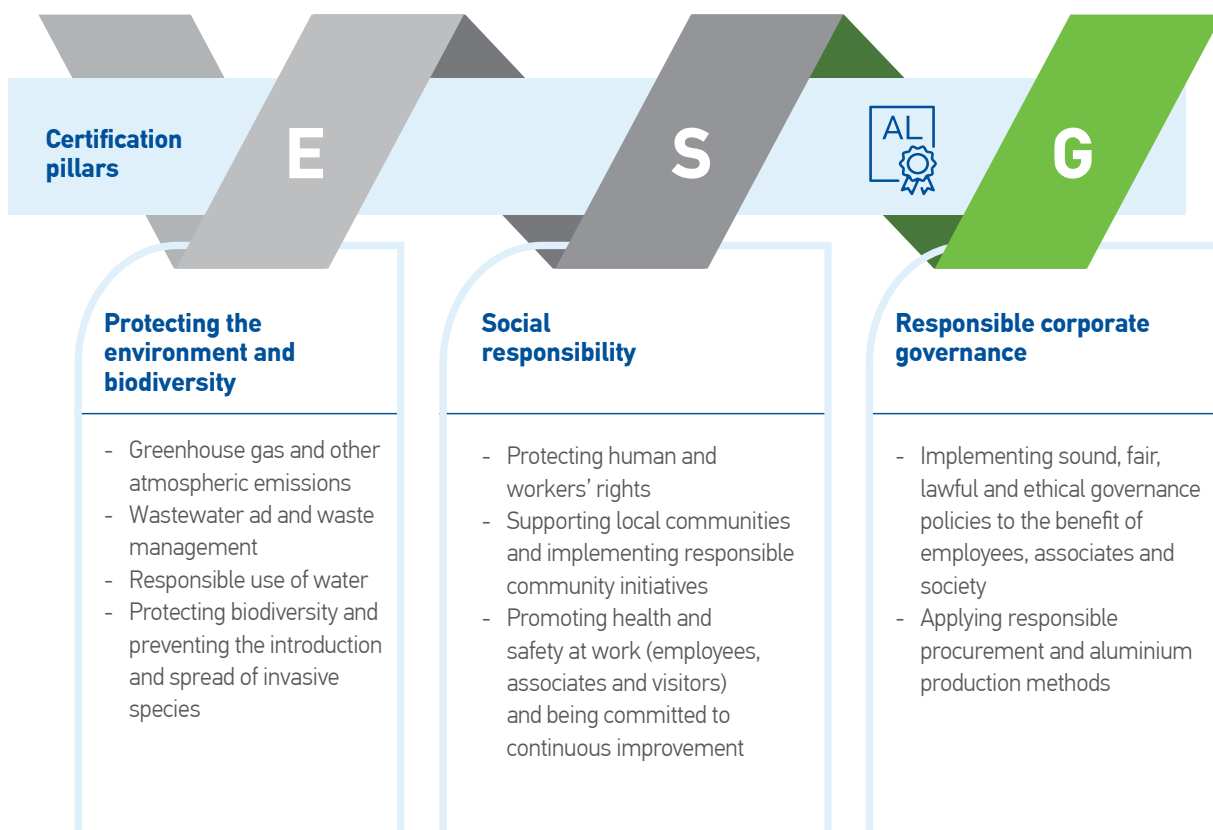 Certification
pillars
E
S
AL
G
Protecting the
environment and
biodiversity
- Greenhouse gas and other
atmospheric emissions
- Wastewater ad and waste
management
- Responsible use of water
- Protecting biodiversity and
preventing the introduction
and spread of invasive
species
Social
responsibility
- Protecting human and
workers’ rights
- Supporting local communities
and implementing responsible
community initiatives
- Promoting health and
safety at work (employees,
associates and visitors)
and being committed to
continuous improvement
Responsible corporate
governance
- Implementing sound, fair,
lawful and ethical governance
policies to the benefit of
employees, associates and
society
- Applying responsible
procurement and aluminium
production methods